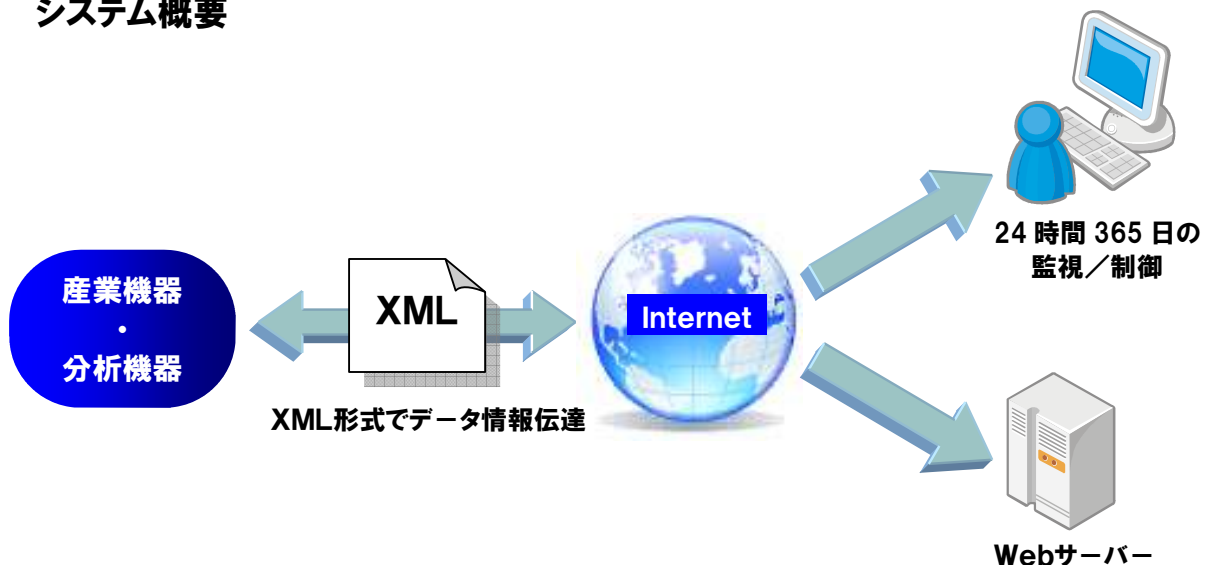 システム概要
産業機器
・
分析機器
XML
XML形式でデータ情報伝達
Internet
24 時間 365 日の
監視／制御
Webサーバー